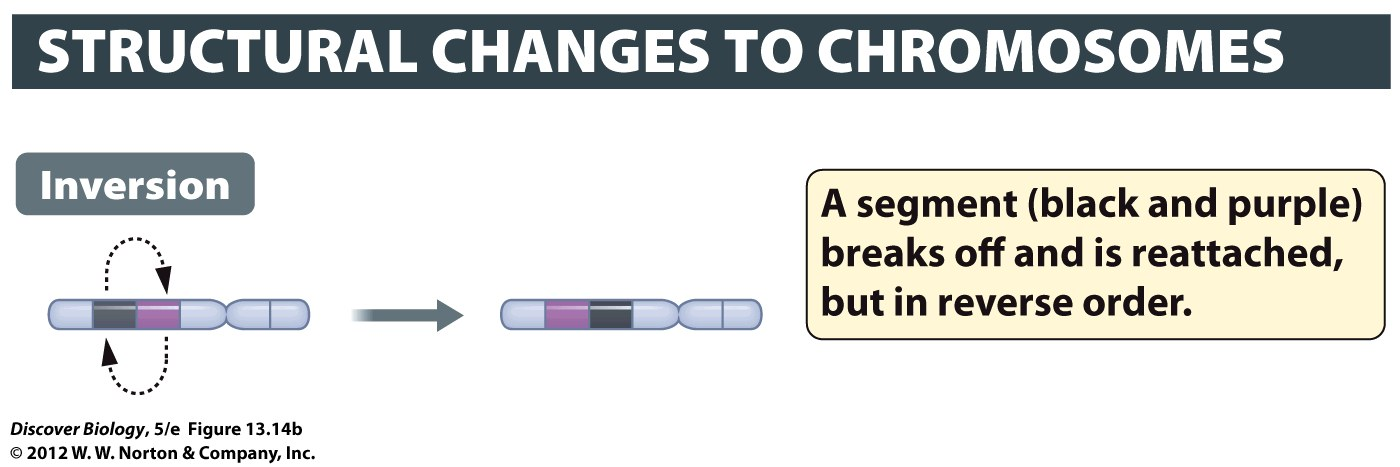 STRUCTURAL CHANGES TO CHROMOSOMES
Inversion
A segment (black and purple)
breaks off and is reattached,
but in reverse order.
Discover Biology, 5/e Figure 13.14b
© 2012 W. W. Norton & Company, Inc.